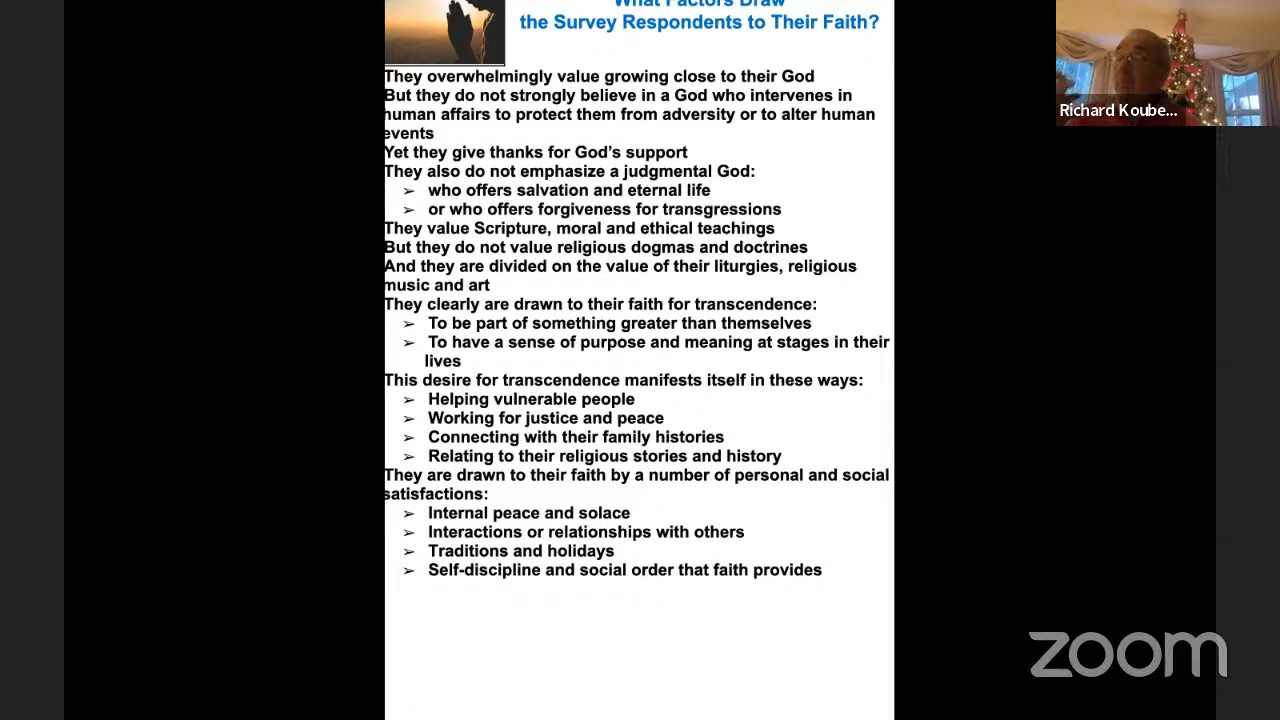 What Factors Draw
the Survey Respondents to Their Faith?
Richard Koube...
They overwhelmingly value growing close to their God
But they do not strongly believe in a God who intervenes in
human affairs to protect them from adversity or to alter human
events
Yet they give thanks for God's support
They also do not emphasize a judgmental God:
➢ who offers salvation and eternal life
➢ or who offers forgiveness for transgressions
They value Scripture, moral and ethical teachings
But they do not value religious dogmas and doctrines
And they are divided on the value of their liturgies, religious
music and art
They clearly are drawn to their faith for transcendence:
➢ To be part of something greater than themselves
➢ To have a sense of purpose and meaning at stages in their
lives
This desire for transcendence manifests itself in these ways:
➢ Helping vulnerable people
➢ Working for justice and peace
➢ Connecting with their family histories
➢ Relating to their religious stories and history
They are drawn to their faith by a number of personal and social
satisfactions:
➢ Internal peace and solace
➢ Interactions or relationships with others
➢ Traditions and holidays
➢ Self-discipline and social order that faith provides
zoom